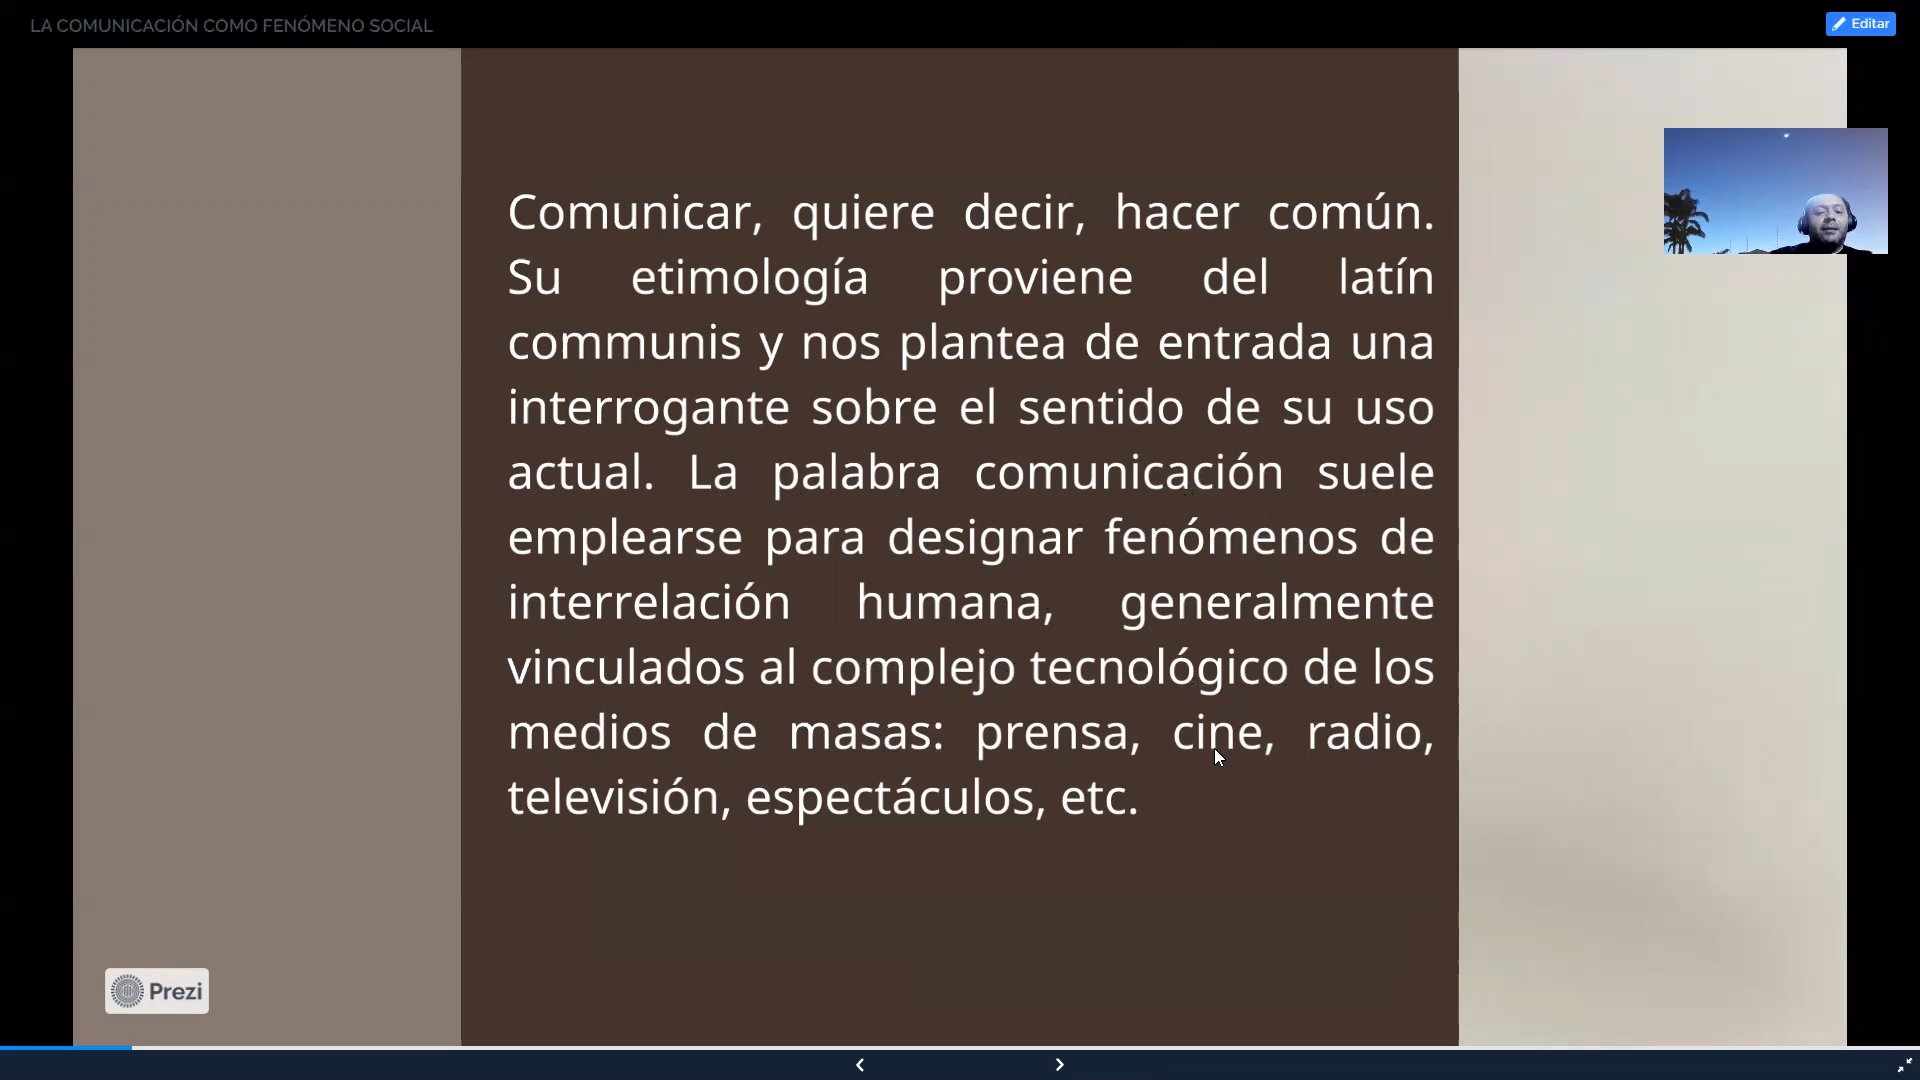 LA COMUNICACIÓN COMO FENÓMENO SOCIAL
Editar
Comunicar, quiere decir, hacer común.
Su etimología proviene del latín
communis y nos plantea de entrada una
interrogante sobre el sentido de su uso
actual. La palabra comunicación suele
emplearse para designar fenómenos de
interrelación humana, generalmente
vinculados al complejo tecnológico de los
medios de masas: prensa, cine, radio,
televisión, espectáculos, etc.
Prezi